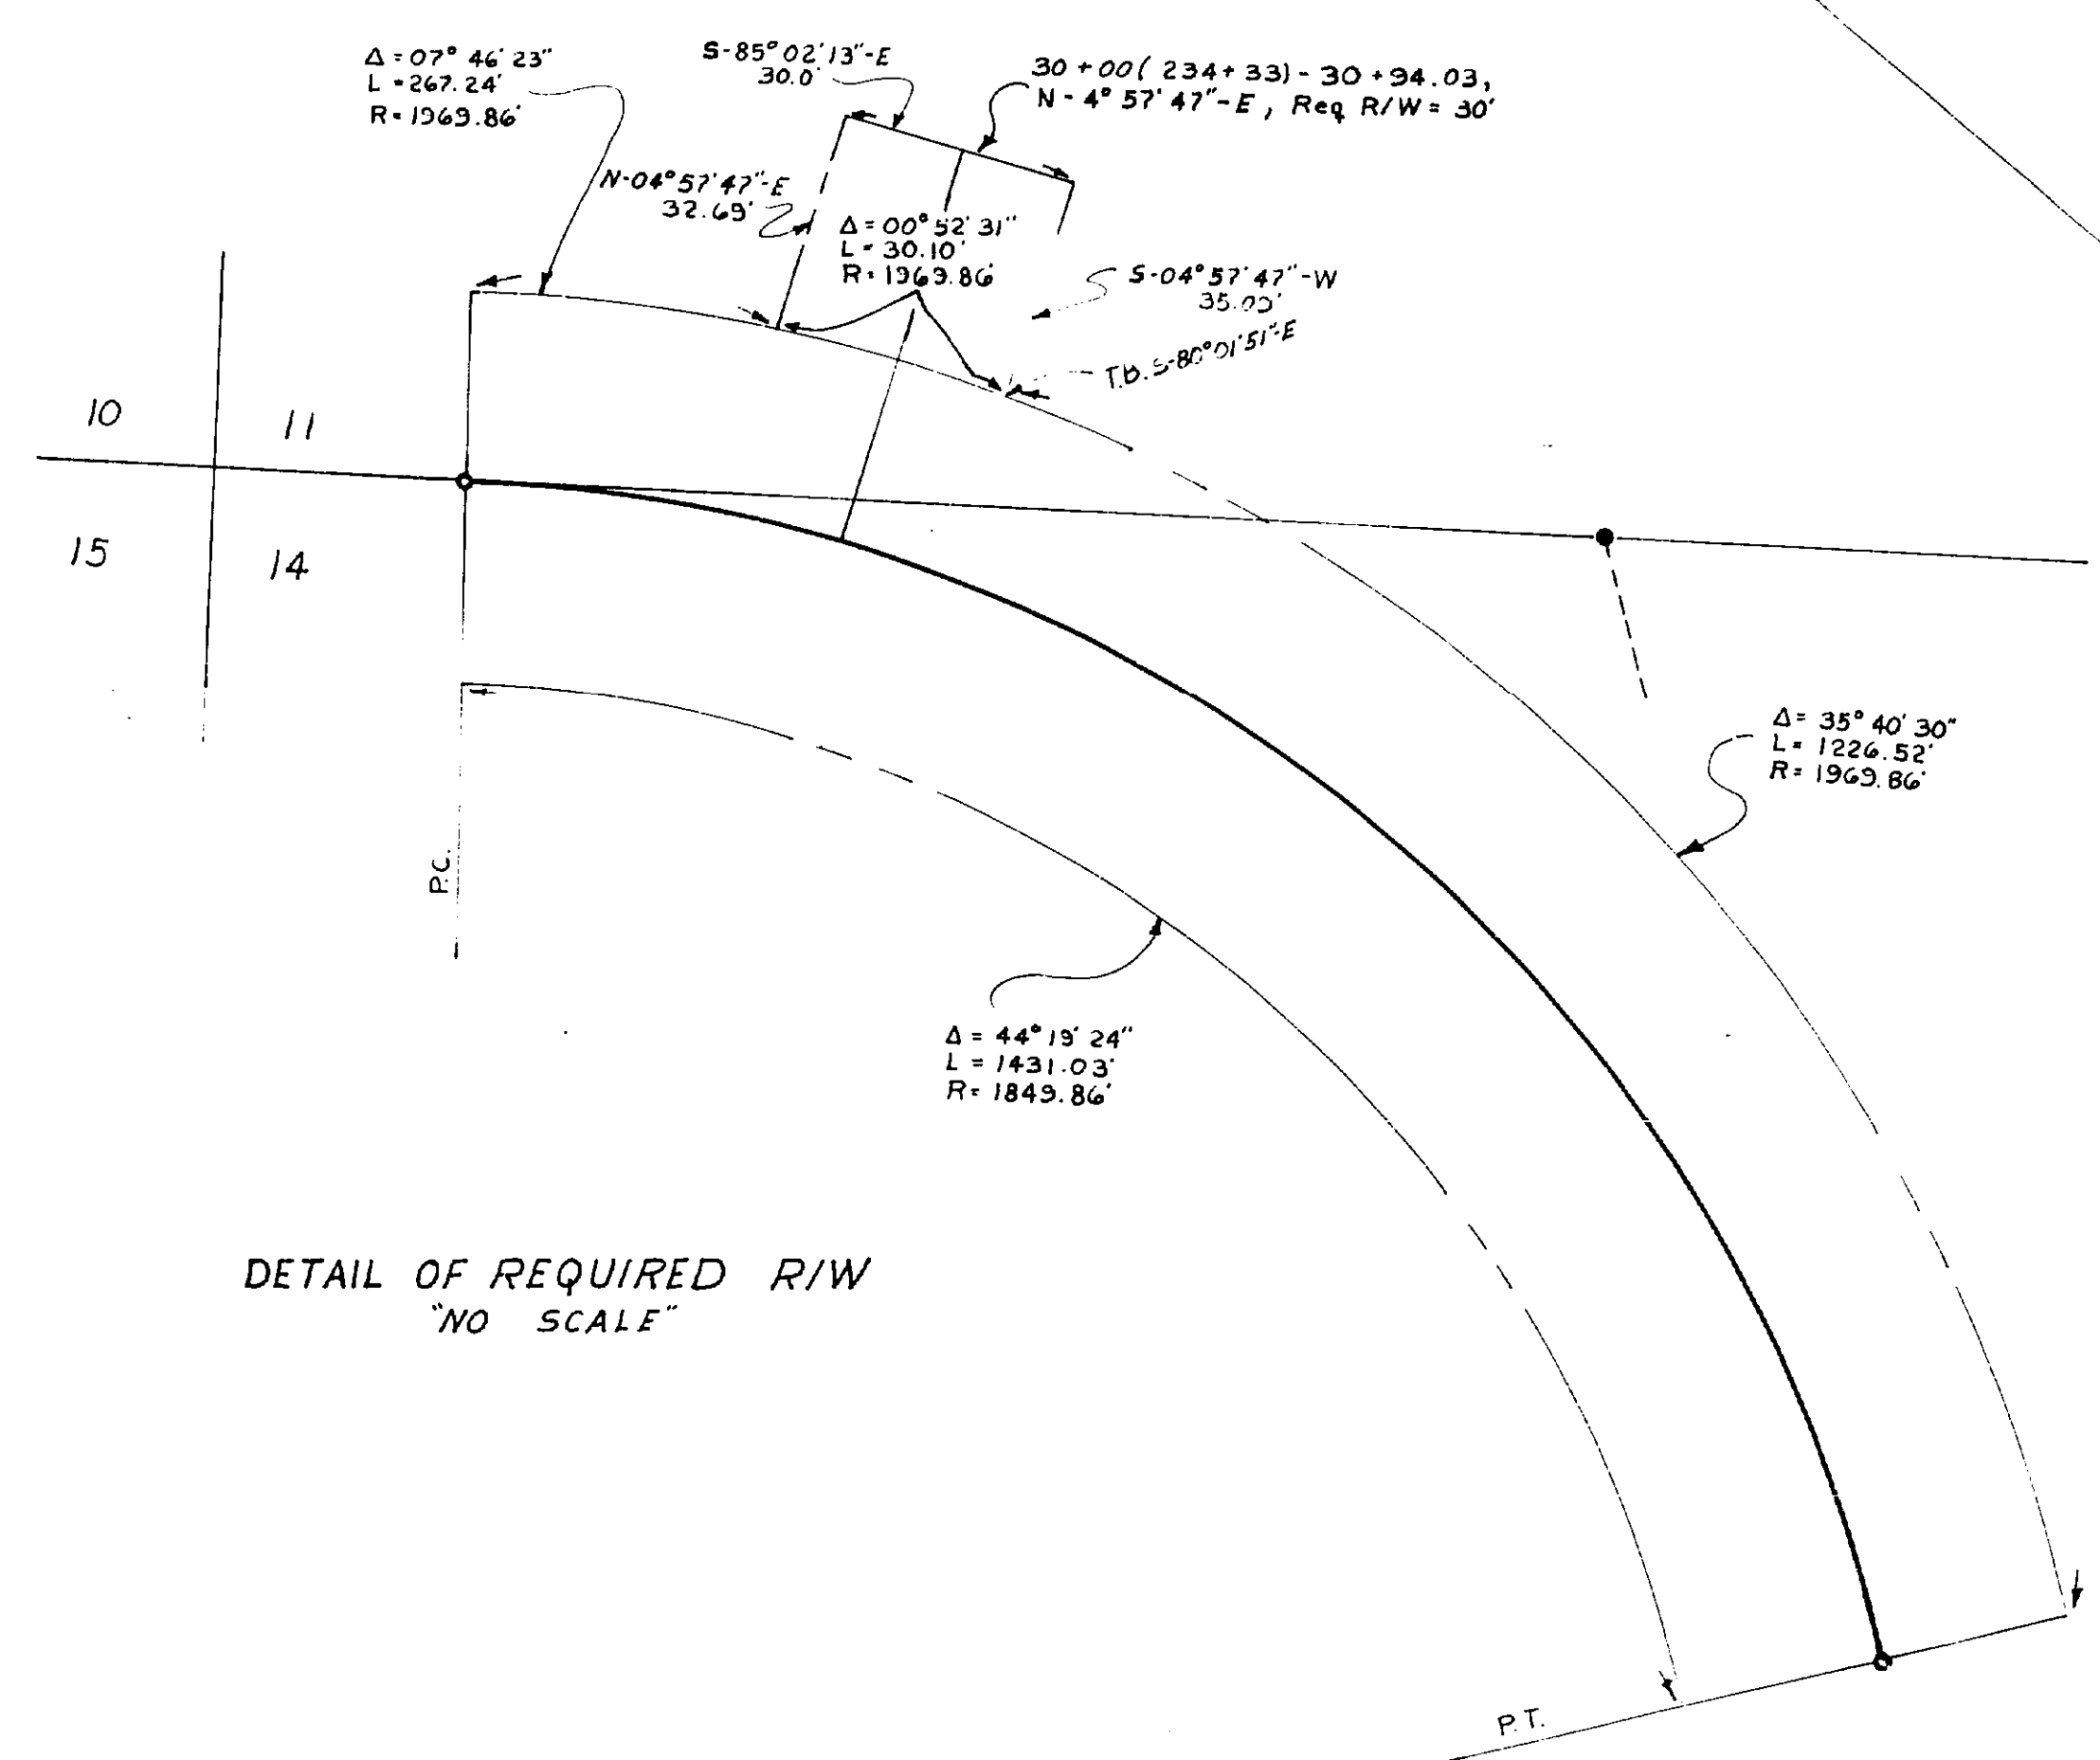 Δ = 07° 46' 23"
L = 267.24'
R = 1969.86'
S-85° 02' 13"-E
30.0'
30 + 00 ( 234 + 33) - 30 + 94.03,
N - 4° 57' 47" - E , Req R/W = 30'
N-04° 57' 47"-E
32.69'
Δ = 00° 52' 31"
L = 30.10'
R = 1969.86'
S-04° 57' 47"-W
T.B. S-80° 01' 51"-E
10
11
15
14
Δ = 35° 40' 30"
L = 1226.52'
R = 1969.86'
P.C.
Δ = 44° 19' 24"
L = 1431.03'
R = 1849.86'
DETAIL OF REQUIRED R/W
"NO SCALE"
P.T.